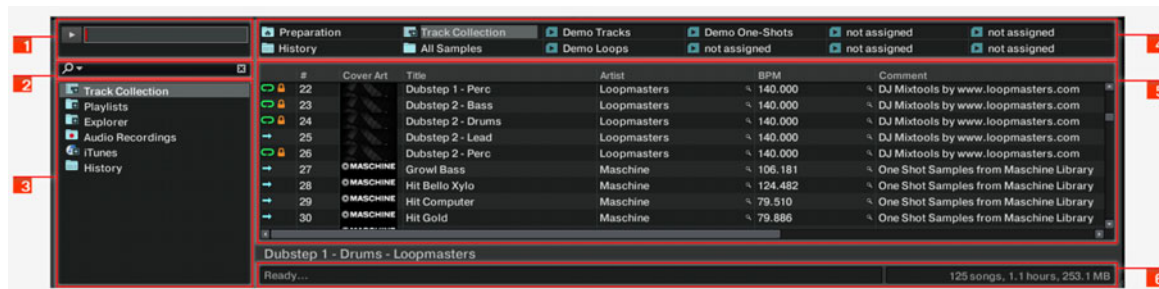 1
2
3
4
5
6
Preparation Track Collection Demo Tracks Demo One-Shots not assigned not assigned
History All Samples Demo Loops not assigned not assigned not assigned
Track Collection
Playlists
Explorer
Audio Recordings
iTunes
History
# Cover Art Title Artist BPM Comment
22 Dubstep 1 - Perc Loopmasters 140.000 DJ Mixtools by www.loopmasters.com
23 Dubstep 2 - Bass Loopmasters 140.000 DJ Mixtools by www.loopmasters.com
24 Dubstep 2 - Drums Loopmasters 140.000 DJ Mixtools by www.loopmasters.com
25 Dubstep 2 - Lead Loopmasters 140.000 DJ Mixtools by www.loopmasters.com
26 Dubstep 2 - Perc Loopmasters 140.000 DJ Mixtools by www.loopmasters.com
27 MASCHINE Growl Bass Maschine 106.181 One Shot Samples from Maschine Library
28 MASCHINE Hit Bello Xylo Maschine 124.482 One Shot Samples from Maschine Library
29 MASCHINE Hit Computer Maschine 79.510 One Shot Samples from Maschine Library
30 MASCHINE Hit Gold Maschine 79.886 One Shot Samples from Maschine Library
Dubstep 1 - Drums - Loopmasters
Ready... 125 songs, 1.1 hours, 253.1 MB